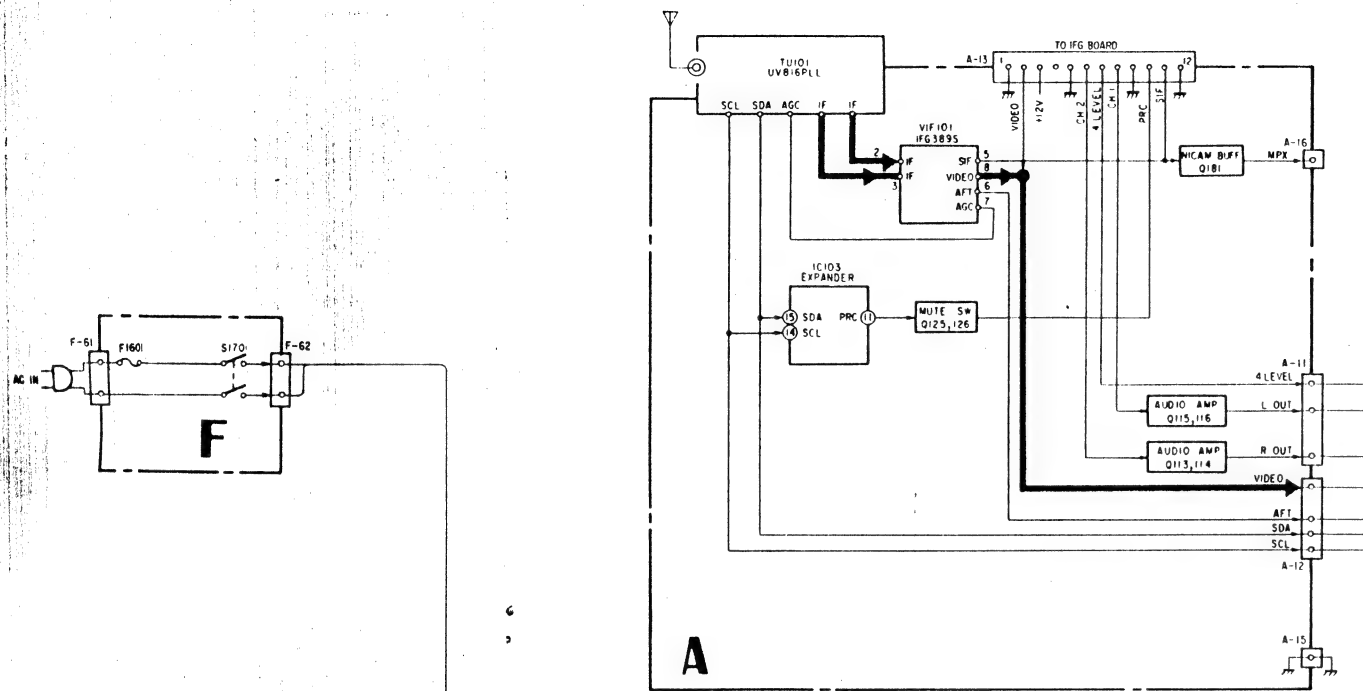 F-61
F1601
S1701
F-62
AC IN
F
TU101
UV816PLL
SCL
SDA
AGC
IF
IF
TO IFG BOARD
A-13
1
12
VIDEO
+12V
CH.2
4 LEVEL
CH.1
PRC
SIF
VIF101
IFG389S
2
IF
3
IF
SIF
5
VIDEO
8
AFT
6
AGC
7
NICAM BUFF
Q181
MPX
A-16
IC103
EXPANDER
15
SDA
14
SCL
PRC
11
MUTE SW
Q125,126
A-11
4 LEVEL
AUDIO AMP
Q115,116
L OUT
AUDIO AMP
Q113,114
R OUT
VIDEO
AFT
SDA
SCL
A-12
A-15
A